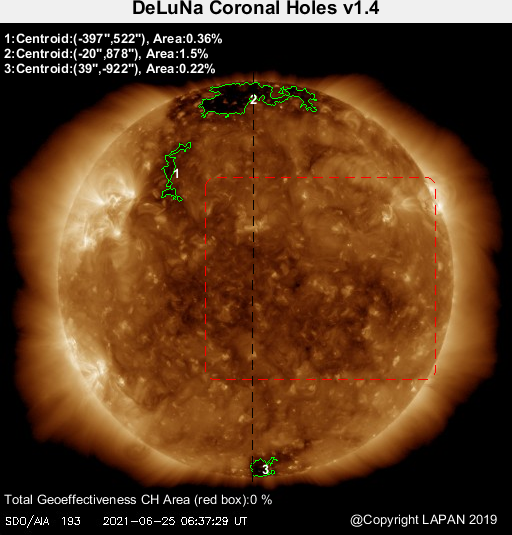 DeLuNa Coronal Holes v1.4
1:Centroid:(-397",522"), Area:0.36%
2:Centroid:(-20",878"), Area:1.5%
3:Centroid:(39",-922"), Area:0.22%
2
1
3
Total Geoeffectiveness CH Area (red box):0 %
SDO/AIA 193 2021-06-25 06:37:29 UT
@Copyright LAPAN 2019